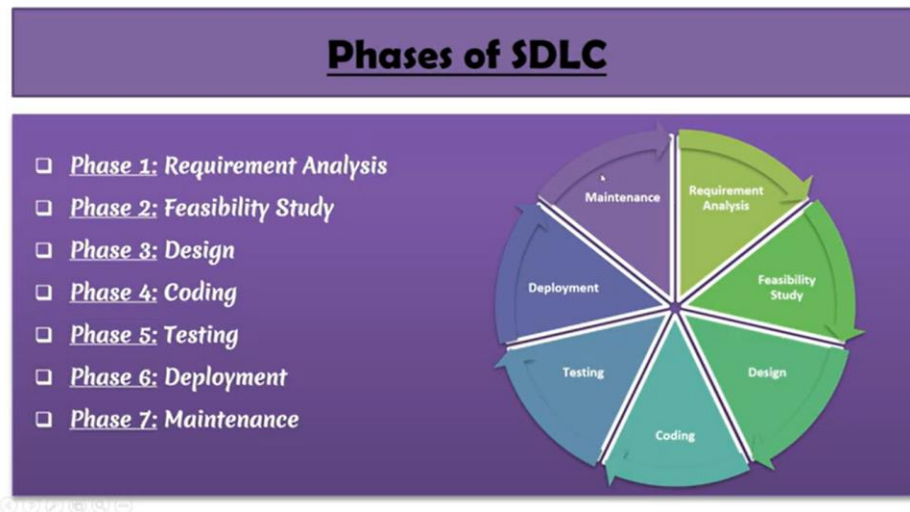 Phases of SDLC
Phase 1: Requirement Analysis
Phase 2: Feasibility Study
Phase 3: Design
Phase 4: Coding
Phase 5: Testing
Phase 6: Deployment
Phase 7: Maintenance
Maintenance
Requirement
Analysis
Feasibility
Study
Design
Coding
Testing
Deployment